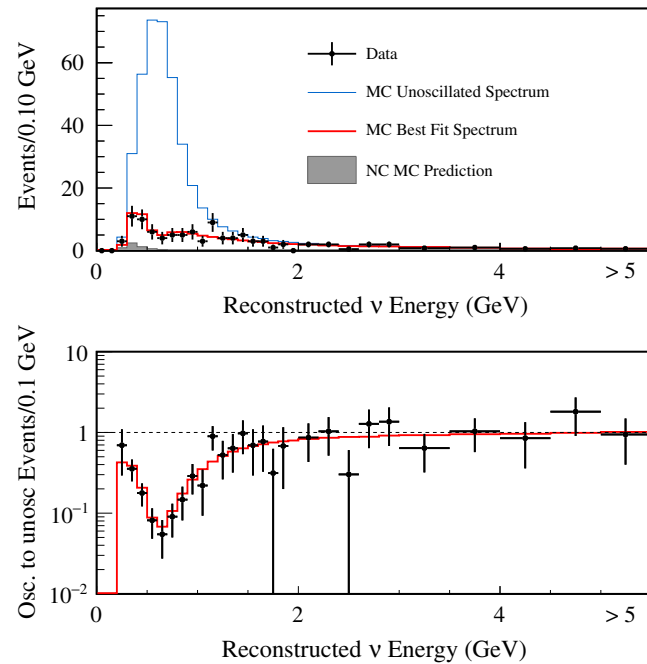 Events/0.10 GeV
60
40
20
0
Data
MC Unoscillated Spectrum
MC Best Fit Spectrum
NC MC Prediction
0 2 4 > 5
Reconstructed ν Energy (GeV)
Osc. to unosc Events/0.1 GeV
10
1
10⁻¹
10⁻²
0 2 4 > 5
Reconstructed ν Energy (GeV)